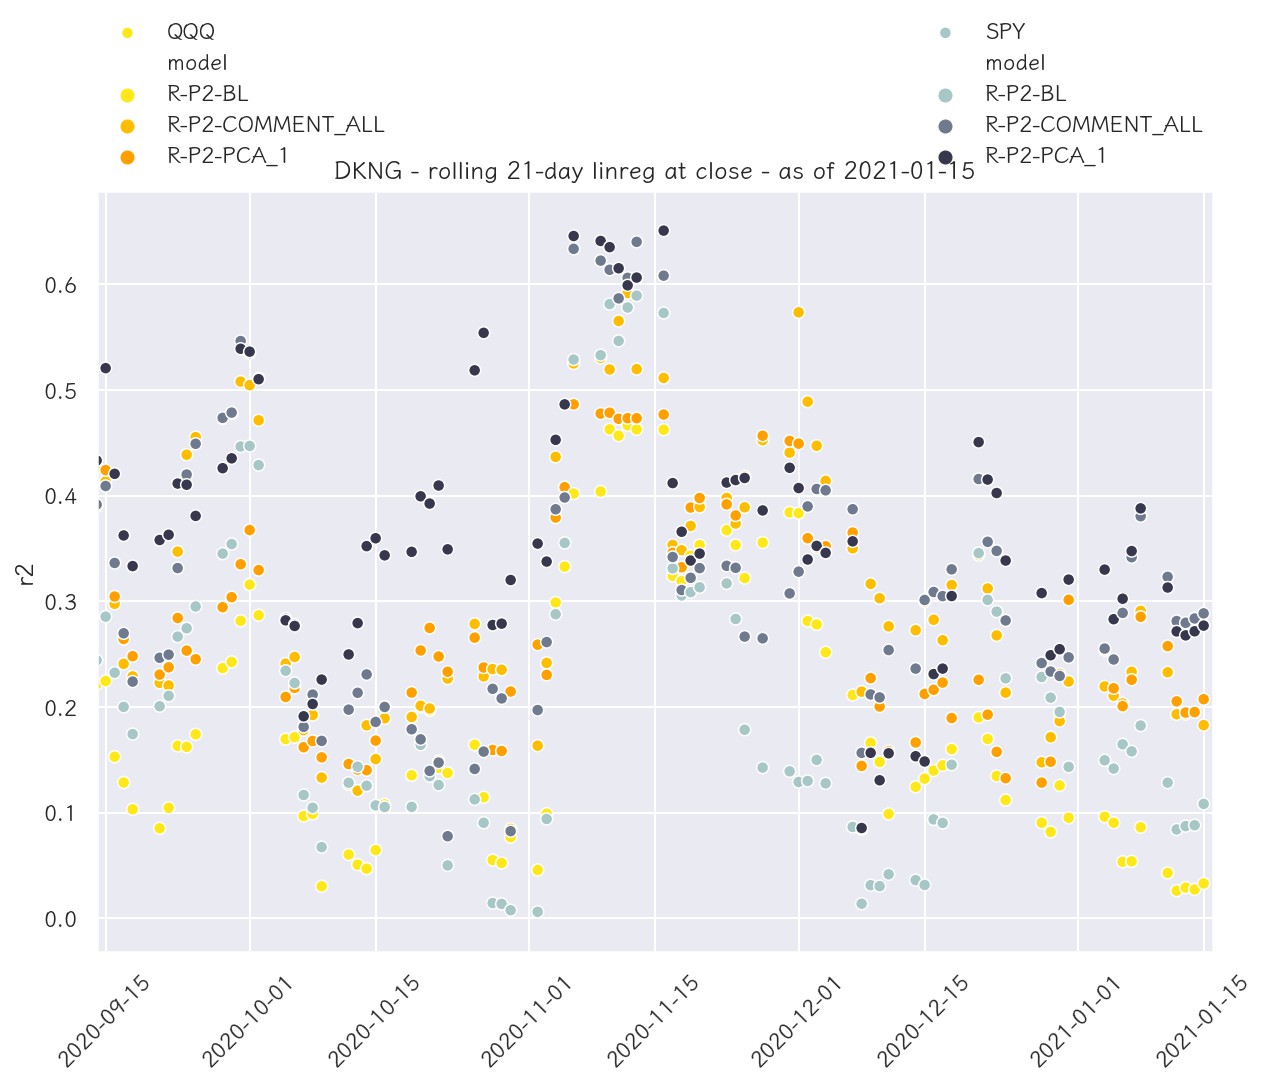 QQQ
model
R-P2-BL
R-P2-COMMENT_ALL
R-P2-PCA_1
SPY
model
R-P2-BL
R-P2-COMMENT_ALL
R-P2-PCA_1
DKNG - rolling 21-day linreg at close - as of 2021-01-15
r2
0.6
0.5
0.4
0.3
0.2
0.1
0.0
2020-09-15
2020-10-01
2020-10-15
2020-11-01
2020-11-15
2020-12-01
2020-12-15
2021-01-01
2021-01-15